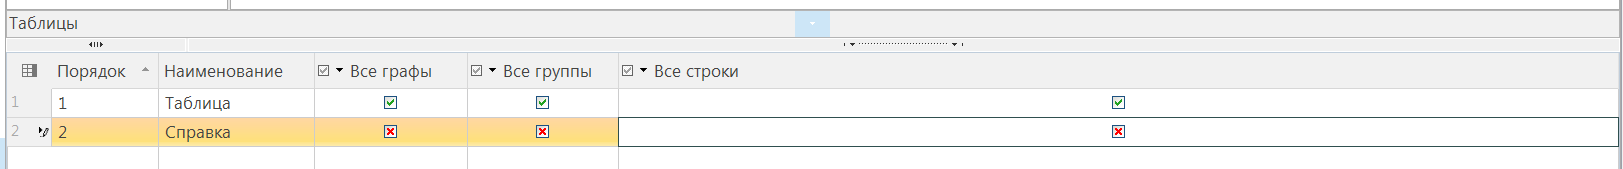 Таблицы
Порядок Наименование Все графы Все группы Все строки
1 1 Таблица
2 2 Справка